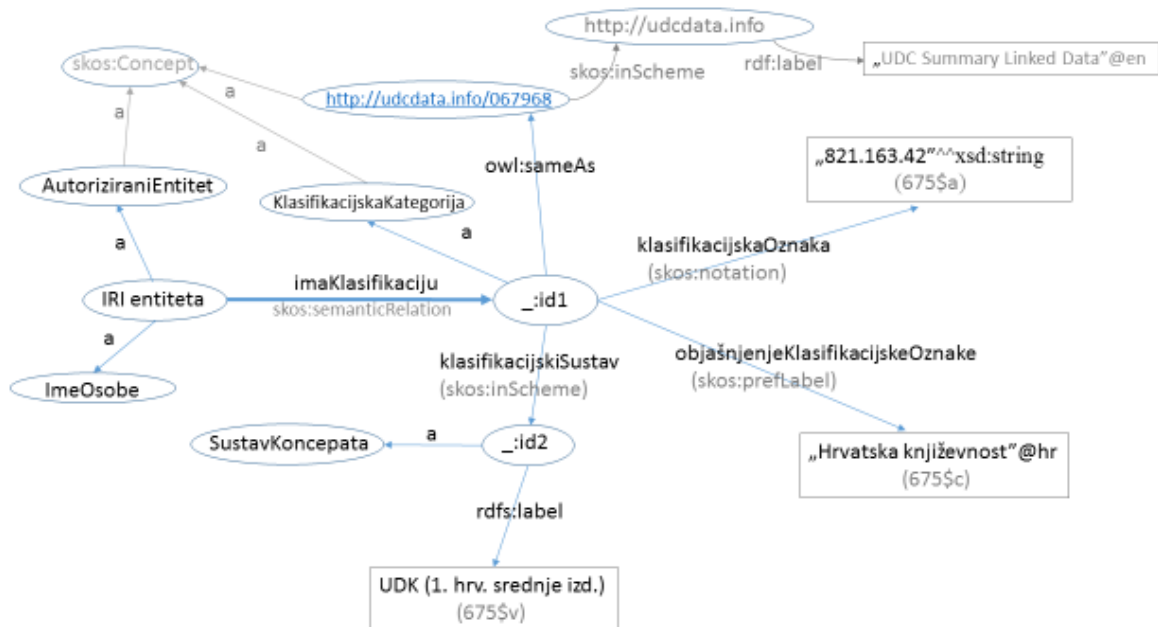 http://udcdata.info
skos:Concept
skos:inScheme
rdf:label
„UDC Summary Linked Data”@en
a
http://udcdata.info/067968
a
a
owl:sameAs
„821.163.42”^^xsd:string
(675$a)
AutoriziraniEntitet
KlasifikacijskaKategorija
a
a
klasifikacijskaOznaka
(skos:notation)
imaKlasifikaciju
IRI entiteta
_:id1
skos:semanticRelation
a
klasifikacijskiSustav
(skos:inScheme)
objašnjenjeKlasifikacijskeOznake
(skos:prefLabel)
ImeOsobe
SustavKoncepata
a
_:id2
„Hrvatska književnost”@hr
(675$c)
rdfs:label
UDK (1. hrv. srednje izd.)
(675$v)